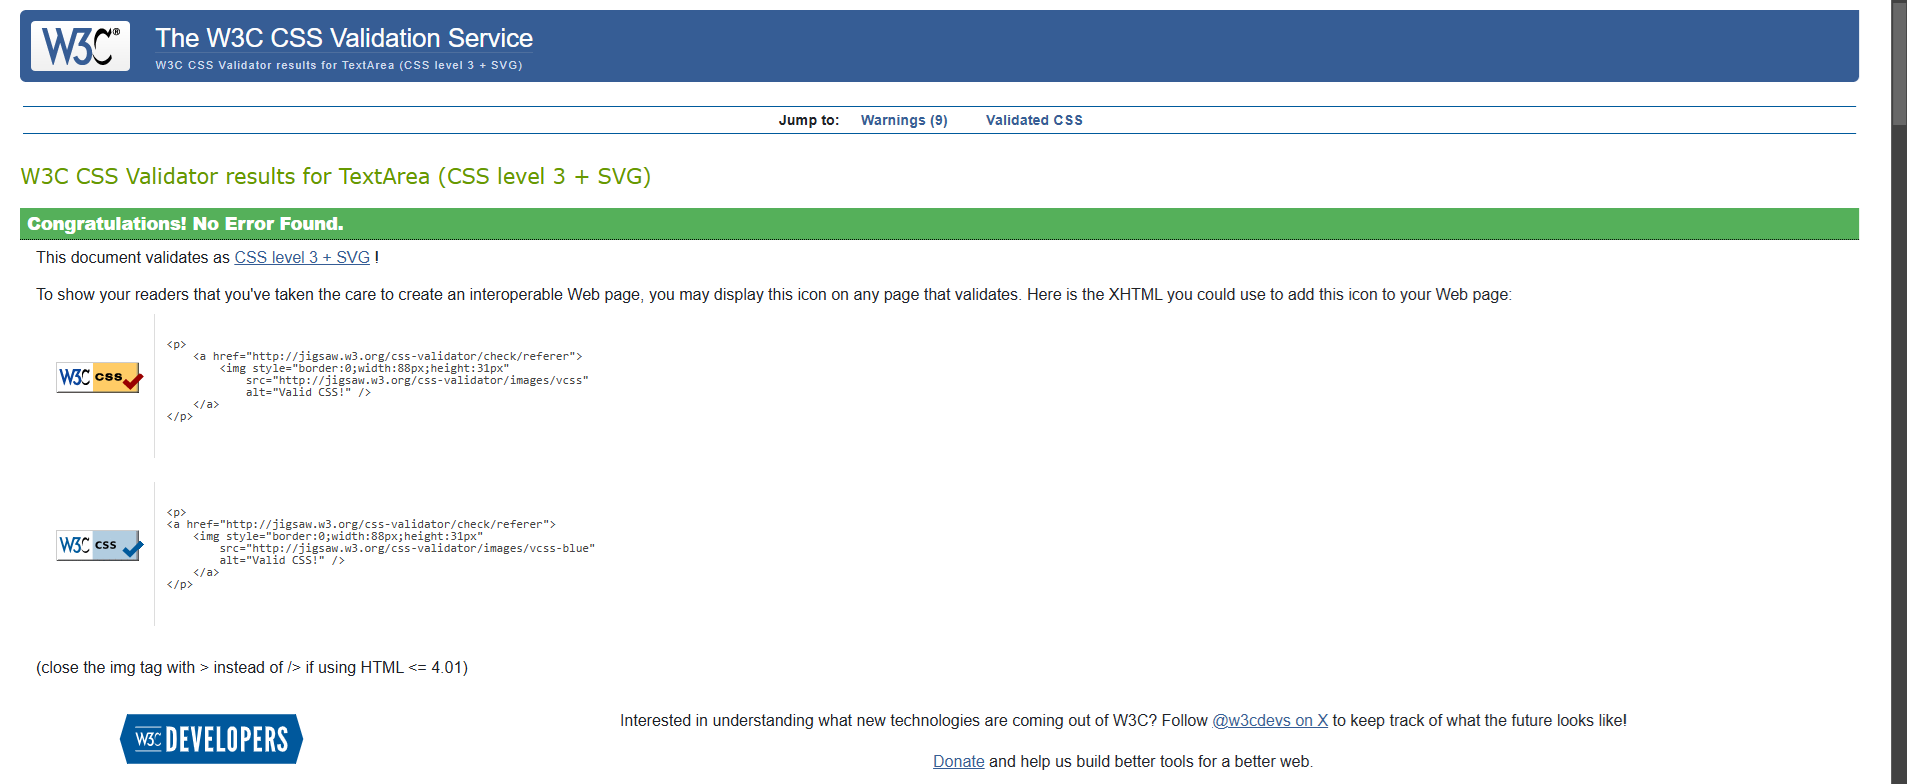 W3C®
The W3C CSS Validation Service
W3C CSS Validator results for TextArea (CSS level 3 + SVG)
Jump to: Warnings (9) Validated CSS
W3C CSS Validator results for TextArea (CSS level 3 + SVG)
Congratulations! No Error Found.
This document validates as CSS level 3 + SVG !
To show your readers that you've taken the care to create an interoperable Web page, you may display this icon on any page that validates. Here is the XHTML you could use to add this icon to your Web page:
W3C css
<p>
    <a href="http://jigsaw.w3.org/css-validator/check/referer">
        <img style="border:0;width:88px;height:31px"
            src="http://jigsaw.w3.org/css-validator/images/vcss"
            alt="Valid CSS!" />
    </a>
</p>
W3C css
<p>
<a href="http://jigsaw.w3.org/css-validator/check/referer">
    <img style="border:0;width:88px;height:31px"
        src="http://jigsaw.w3.org/css-validator/images/vcss-blue"
        alt="Valid CSS!" />
    </a>
</p>
(close the img tag with > instead of /> if using HTML <= 4.01)
W3C DEVELOPERS
Interested in understanding what new technologies are coming out of W3C? Follow @w3cdevs on X to keep track of what the future looks like!
Donate and help us build better tools for a better web.